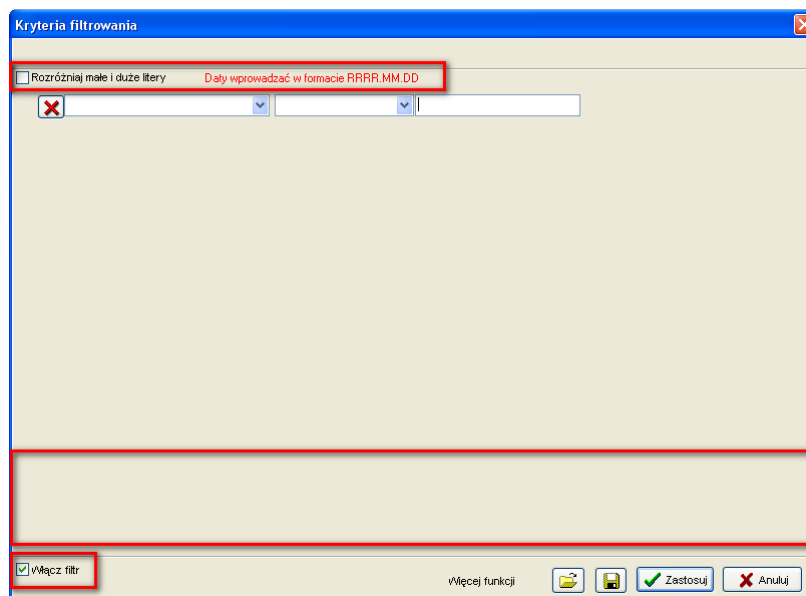 Kryteria filtrowania
Rozróżniaj małe i duże litery Daty wprowadzać w formacie RRRR.MM.DD
Włącz filtr
Więcej funkcji Zastosuj Anuluj